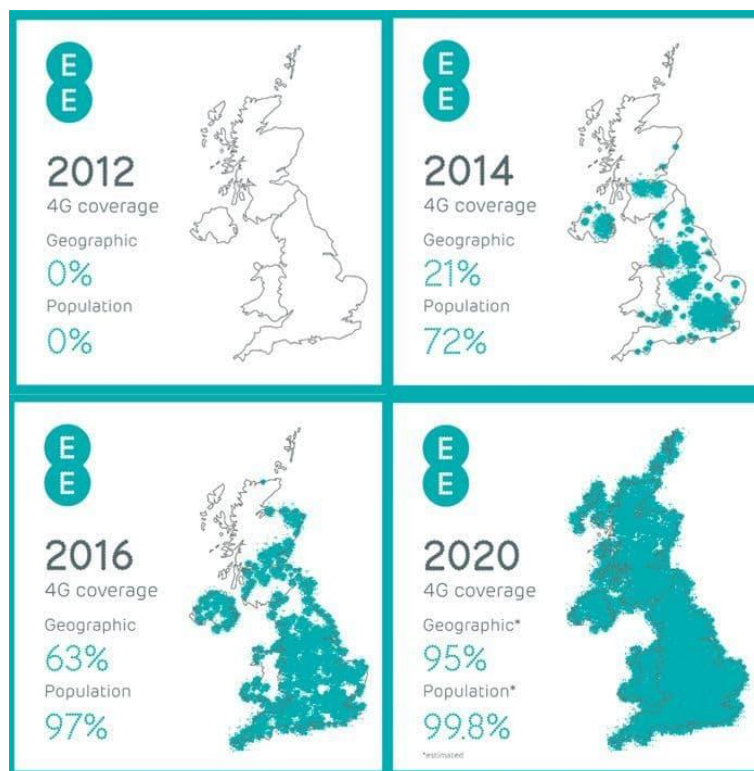 E
E
2012
4G coverage
Geographic
0%
Population
0%
E
E
2014
4G coverage
Geographic
21%
Population
72%
E
E
2016
4G coverage
Geographic
63%
Population
97%
E
E
2020
4G coverage
Geographic*
95%
Population*
99.8%
*estimated